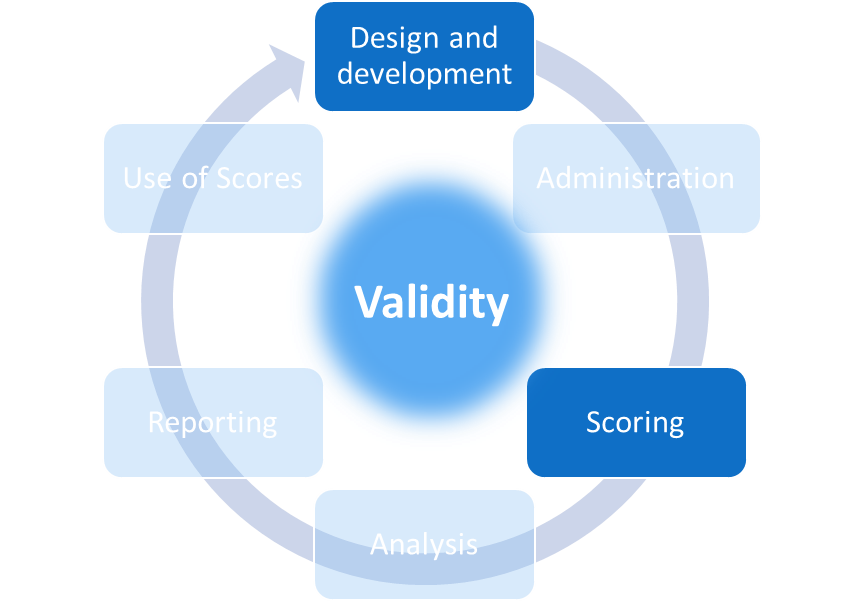 Design and
development
Use of Scores
Administration
Validity
Reporting
Scoring
Analysis